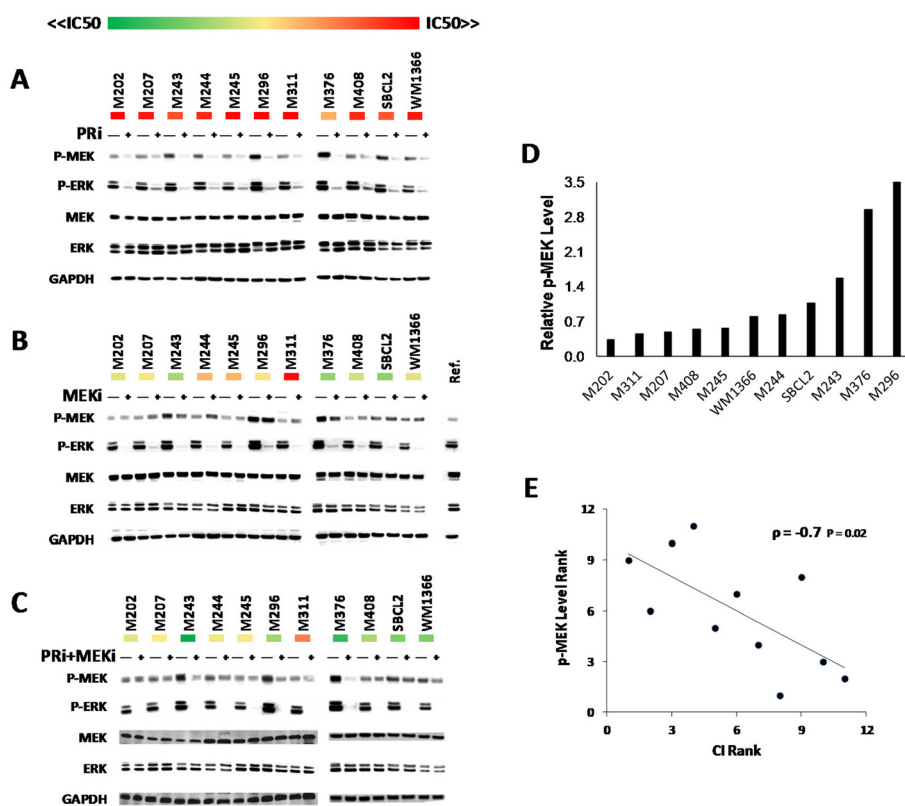 <<IC50 IC50>>
A
M202 M207 M243 M244 M245 M296 M311 M376 M408 SBCL2 WM1366
PRi — + — + — + — + — + — + — + — + — + — + — +
P-MEK
P-ERK
MEK
ERK
GAPDH
B
M202 M207 M243 M244 M245 M296 M311 M376 M408 SBCL2 WM1366 Ref.
MEKi — + — + — + — + — + — + — + — + — + — + — +
P-MEK
P-ERK
MEK
ERK
GAPDH
C
M202 M207 M243 M244 M245 M296 M311 M376 M408 SBCL2 WM1366
PRi+MEKi — + — + — + — + — + — + — + — + — + — + — +
P-MEK
P-ERK
MEK
ERK
GAPDH
D
Relative p-MEK Level
3.5
2.8
2.1
1.4
0.7
0.0
M202 M311 M207 M408 M245 WM1366 M244 SBCL2 M243 M376 M296
E
ρ = -0.7 P = 0.02
p-MEK Level Rank
12
9
6
3
0
0 3 6 9 12
CI Rank